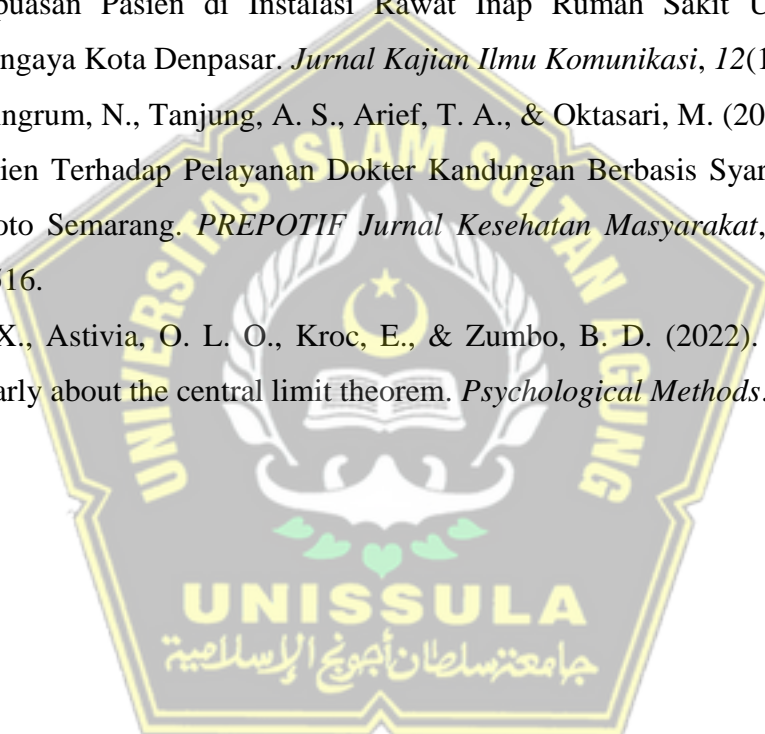 puasan Pasien di Instalasi Rawat Inap Rumah Sakit U
ngaya Kota Denpasar. Jurnal Kajian Ilmu Komunikasi, 12(1
ngrum, N., Tanjung, A. S., Arief, T. A., & Oktasari, M. (20
ien Terhadap Pelayanan Dokter Kandungan Berbasis Syar
oto Semarang. PREPOTIF Jurnal Kesehatan Masyarakat,
516.
X., Astivia, O. L. O., Kroc, E., & Zumbo, B. D. (2022).
arly about the central limit theorem. Psychological Methods.
UNIVERSITAS ISLAM SULTAN AGUNG
UNISSULA
جامعة سلطان أجونج الإسلامية